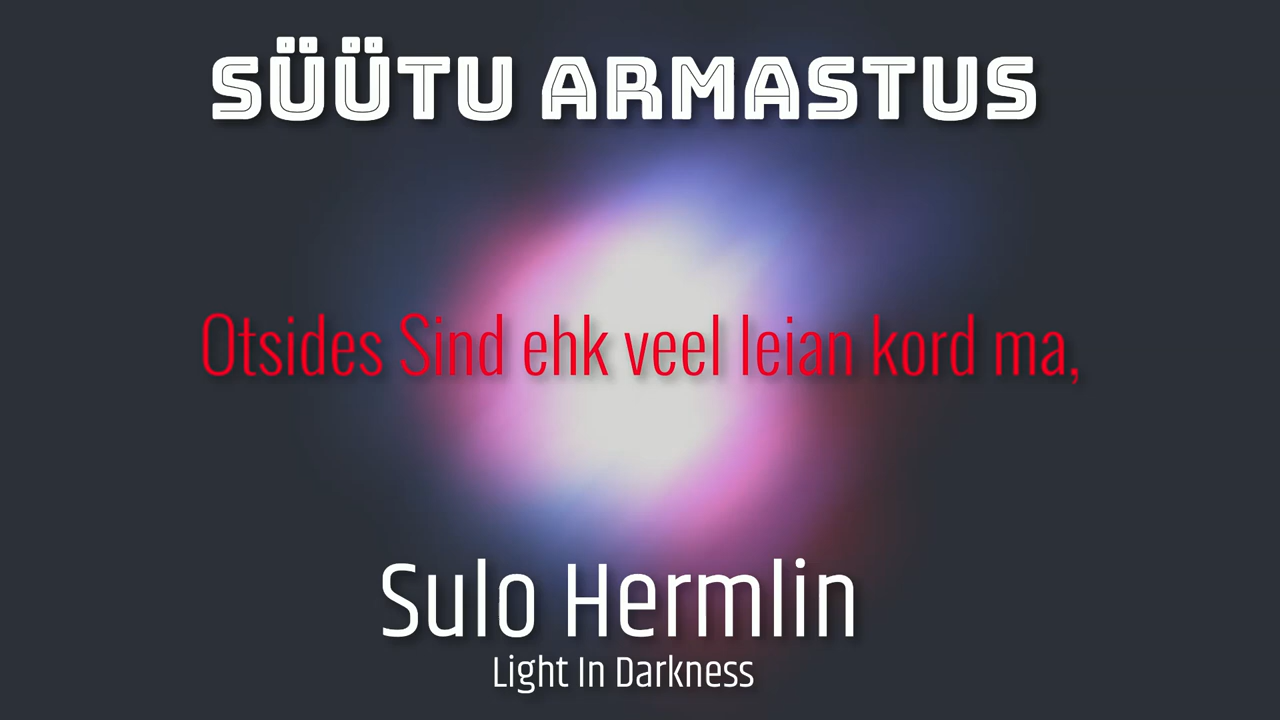 SÜÜTU ARMASTUS
Otsides Sind ehk veel leian kord ma,
Sulo Hermlin
Light In Darkness